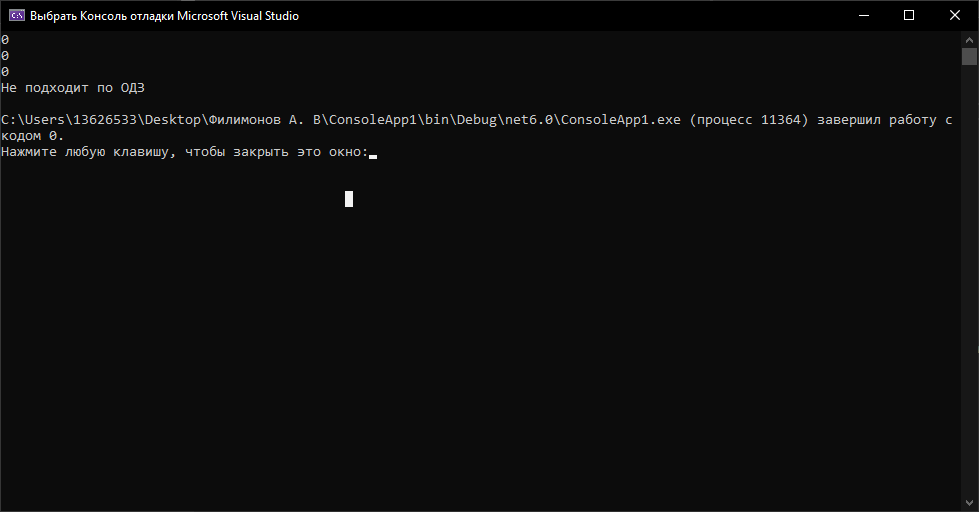 Выбрать Консоль отладки Microsoft Visual Studio
0
0
0
Не подходит по ОДЗ
C:\Users\13626533\Desktop\Филимонов А. В\ConsoleApp1\bin\Debug\net6.0\ConsoleApp1.exe (процесс 11364) завершил работу с
кодом 0.
Нажмите любую клавишу, чтобы закрыть это окно: